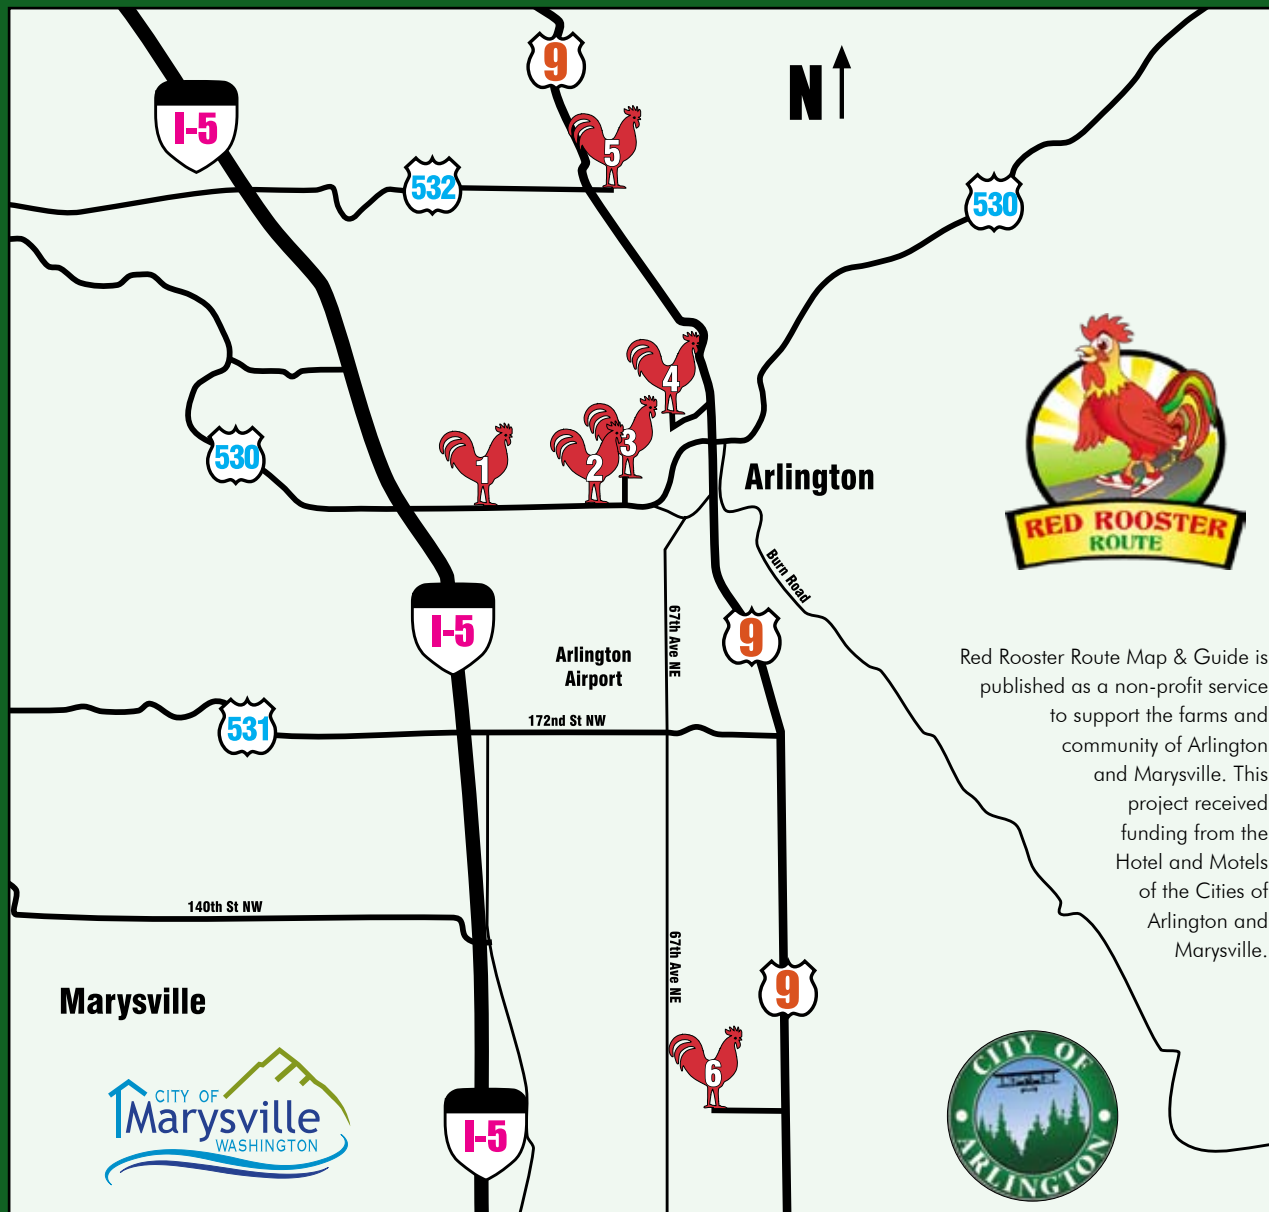 9
N
I-5
5
532
530
4
3
1
2
530
Arlington
RED ROOSTER
ROUTE
Burn Road
I-5
67th Ave NE
9
Arlington
Airport
Red Rooster Route Map & Guide is
published as a non-profit service
to support the farms and
community of Arlington
and Marysville. This
project received
funding from the
Hotel and Motels
of the Cities of
Arlington and
Marysville.
531
172nd St NW
140th St NW
67th Ave NE
9
Marysville
6
CITY OF
Marysville
WASHINGTON
I-5
CITY OF
ARLINGTON